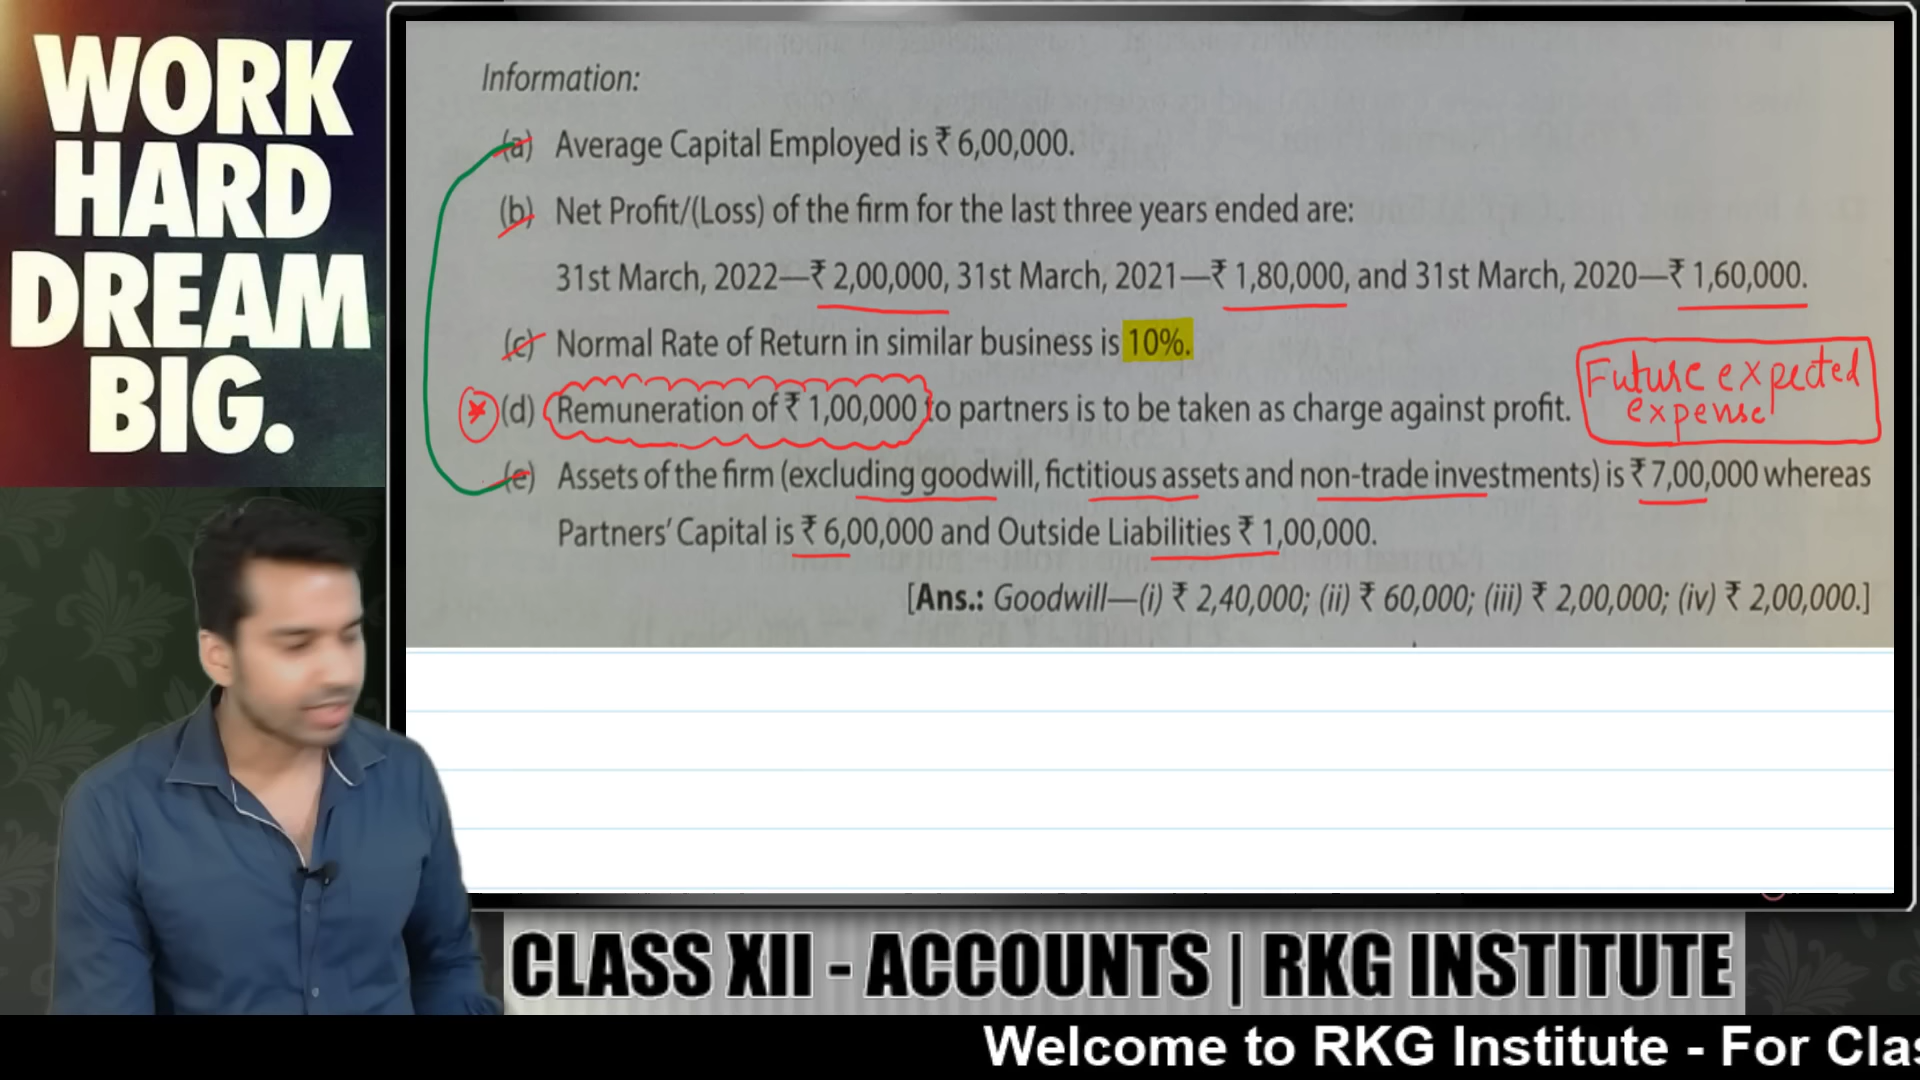 WORK
HARD
DREAM
BIG.
Information:
(a) Average Capital Employed is ₹ 6,00,000.
(b) Net Profit/(Loss) of the firm for the last three years ended are:
31st March, 2022—₹ 2,00,000, 31st March, 2021—₹ 1,80,000, and 31st March, 2020—₹ 1,60,000.
(c) Normal Rate of Return in similar business is 10%.
(d) Remuneration of ₹ 1,00,000 to partners is to be taken as charge against profit.
Future expected
expense
(e) Assets of the firm (excluding goodwill, fictitious assets and non-trade investments) is ₹ 7,00,000 whereas
Partners' Capital is ₹ 6,00,000 and Outside Liabilities ₹ 1,00,000.
[Ans.: Goodwill—(i) ₹ 2,40,000; (ii) ₹ 60,000; (iii) ₹ 2,00,000; (iv) ₹ 2,00,000.]
CLASS XII - ACCOUNTS | RKG INSTITUTE
Welcome to RKG Institute - For Clas